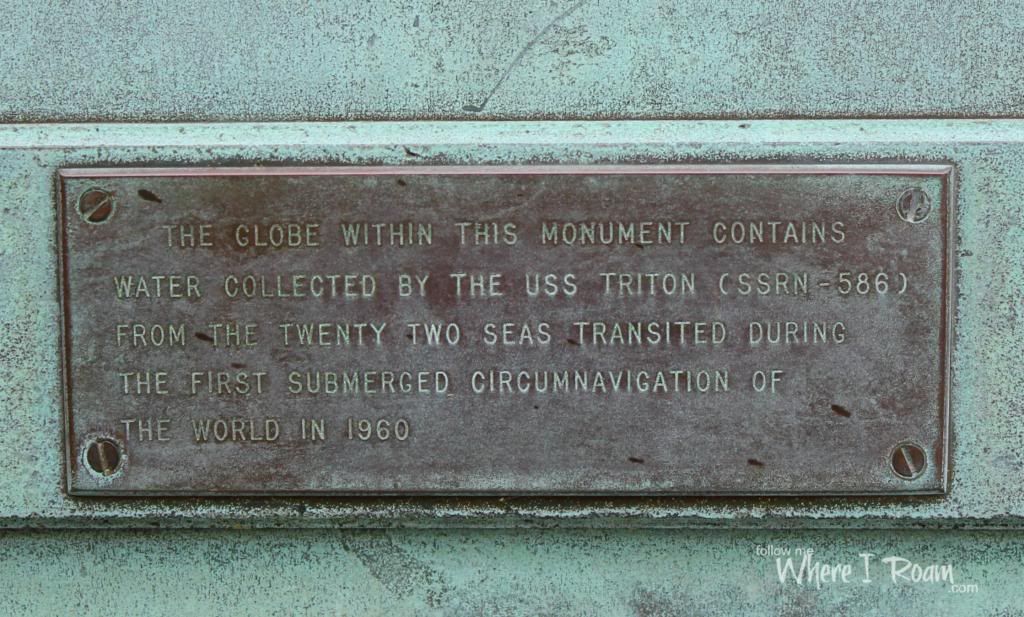 THE GLOBE WITHIN THIS MONUMENT CONTAINS
WATER COLLECTED BY THE USS TRITON (SSRN-586)
FROM THE TWENTY TWO SEAS TRANSITED DURING
THE FIRST SUBMERGED CIRCUMNAVIGATION OF
THE WORLD IN 1960
follow me
Where I Roam
.com